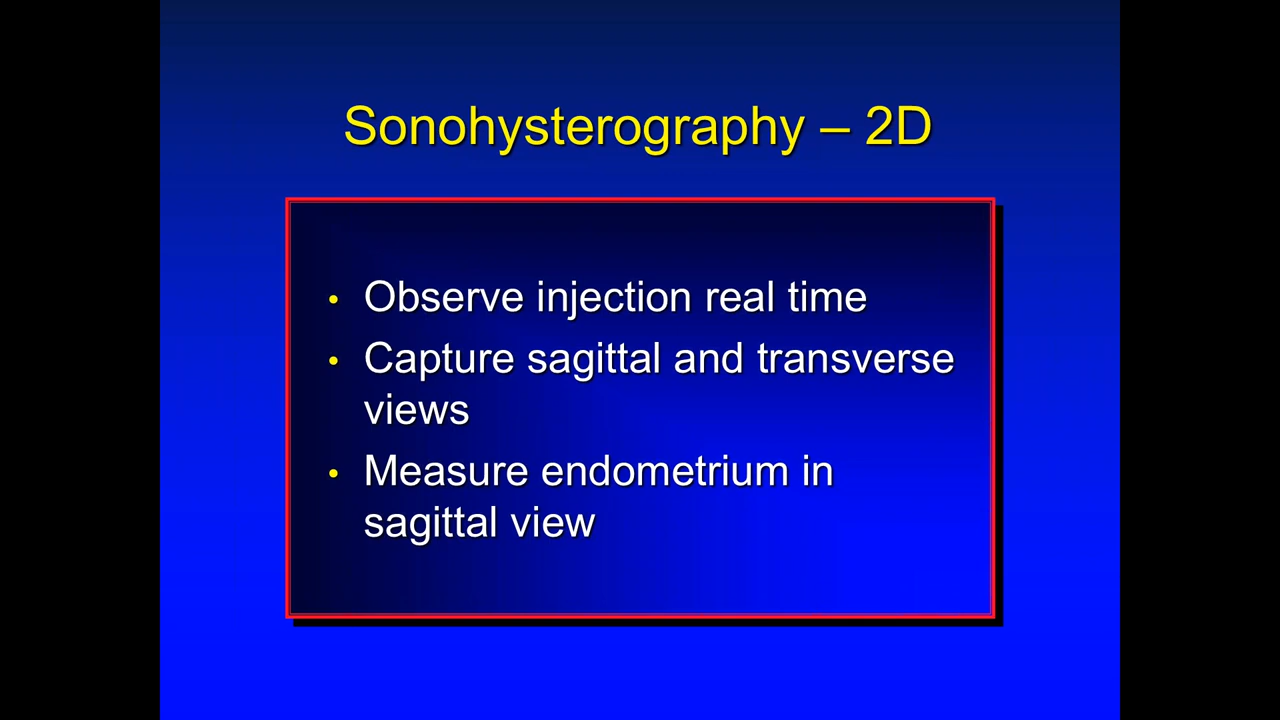 Sonohysterography – 2D
• Observe injection real time
• Capture sagittal and transverse
views
• Measure endometrium in
sagittal view